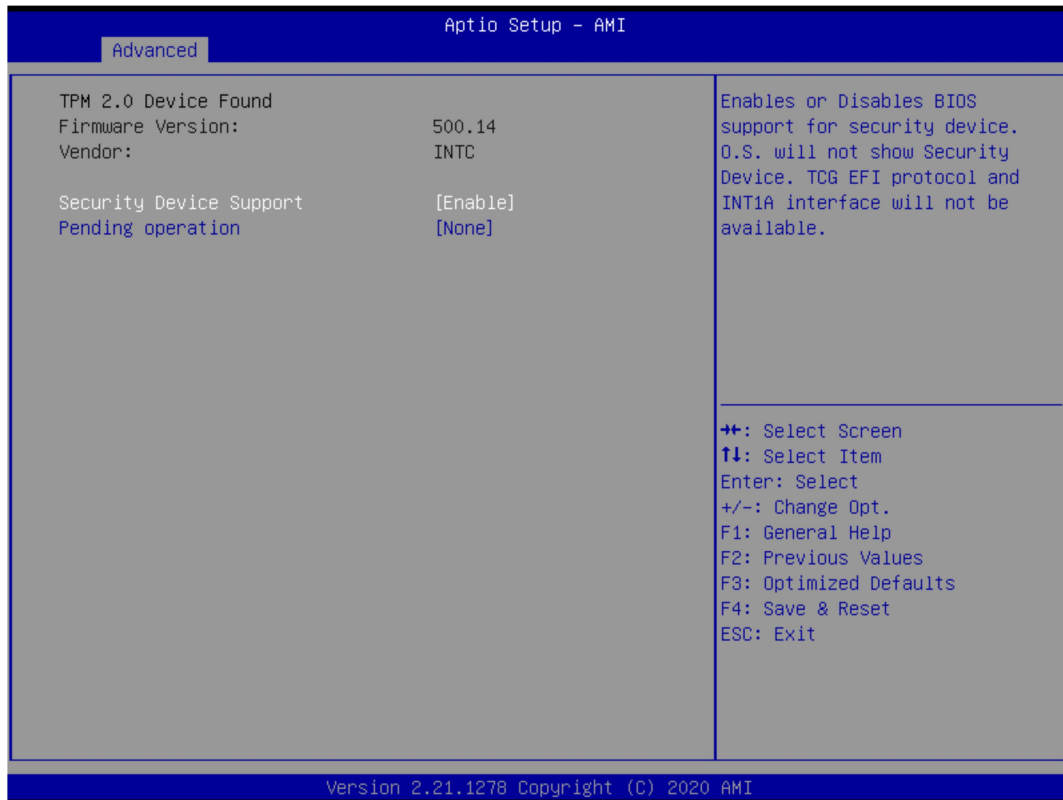 Aptio Setup – AMI
Advanced
TPM 2.0 Device Found
Firmware Version: 500.14
Vendor: INTC
Security Device Support [Enable]
Pending operation [None]
Enables or Disables BIOS
support for security device.
O.S. will not show Security
Device. TCG EFI protocol and
INT1A interface will not be
available.
→←: Select Screen
↑↓: Select Item
Enter: Select
+/-: Change Opt.
F1: General Help
F2: Previous Values
F3: Optimized Defaults
F4: Save & Reset
ESC: Exit
Version 2.21.1278 Copyright (C) 2020 AMI